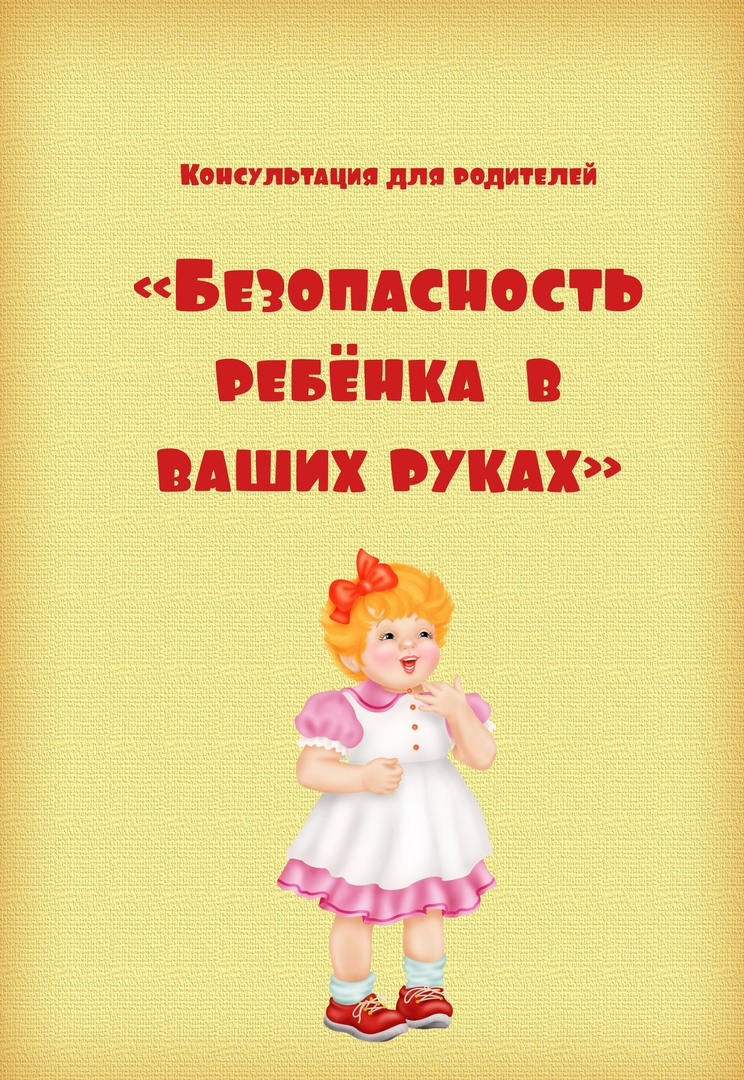 Консультация для родителей
«Безопасность
ребёнка в
ваших руках»